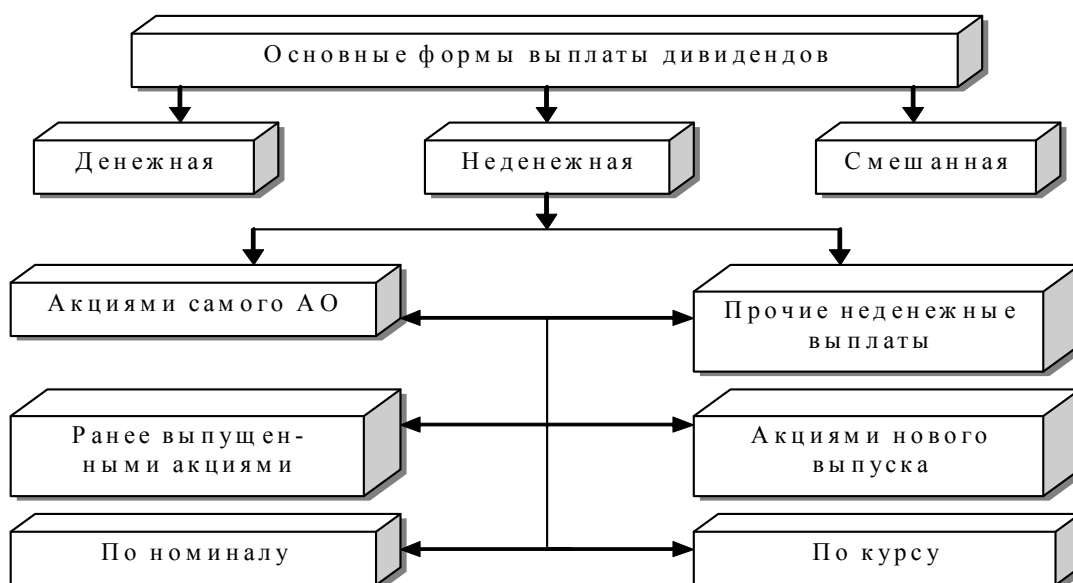 Основные формы выплаты дивидендов
Денежная
Неденежная
Смешанная
Акциями самого АО
Прочие неденежные
выплаты
Ранее выпущен-
ными акциями
Акциями нового
выпуска
По номиналу
По курсу